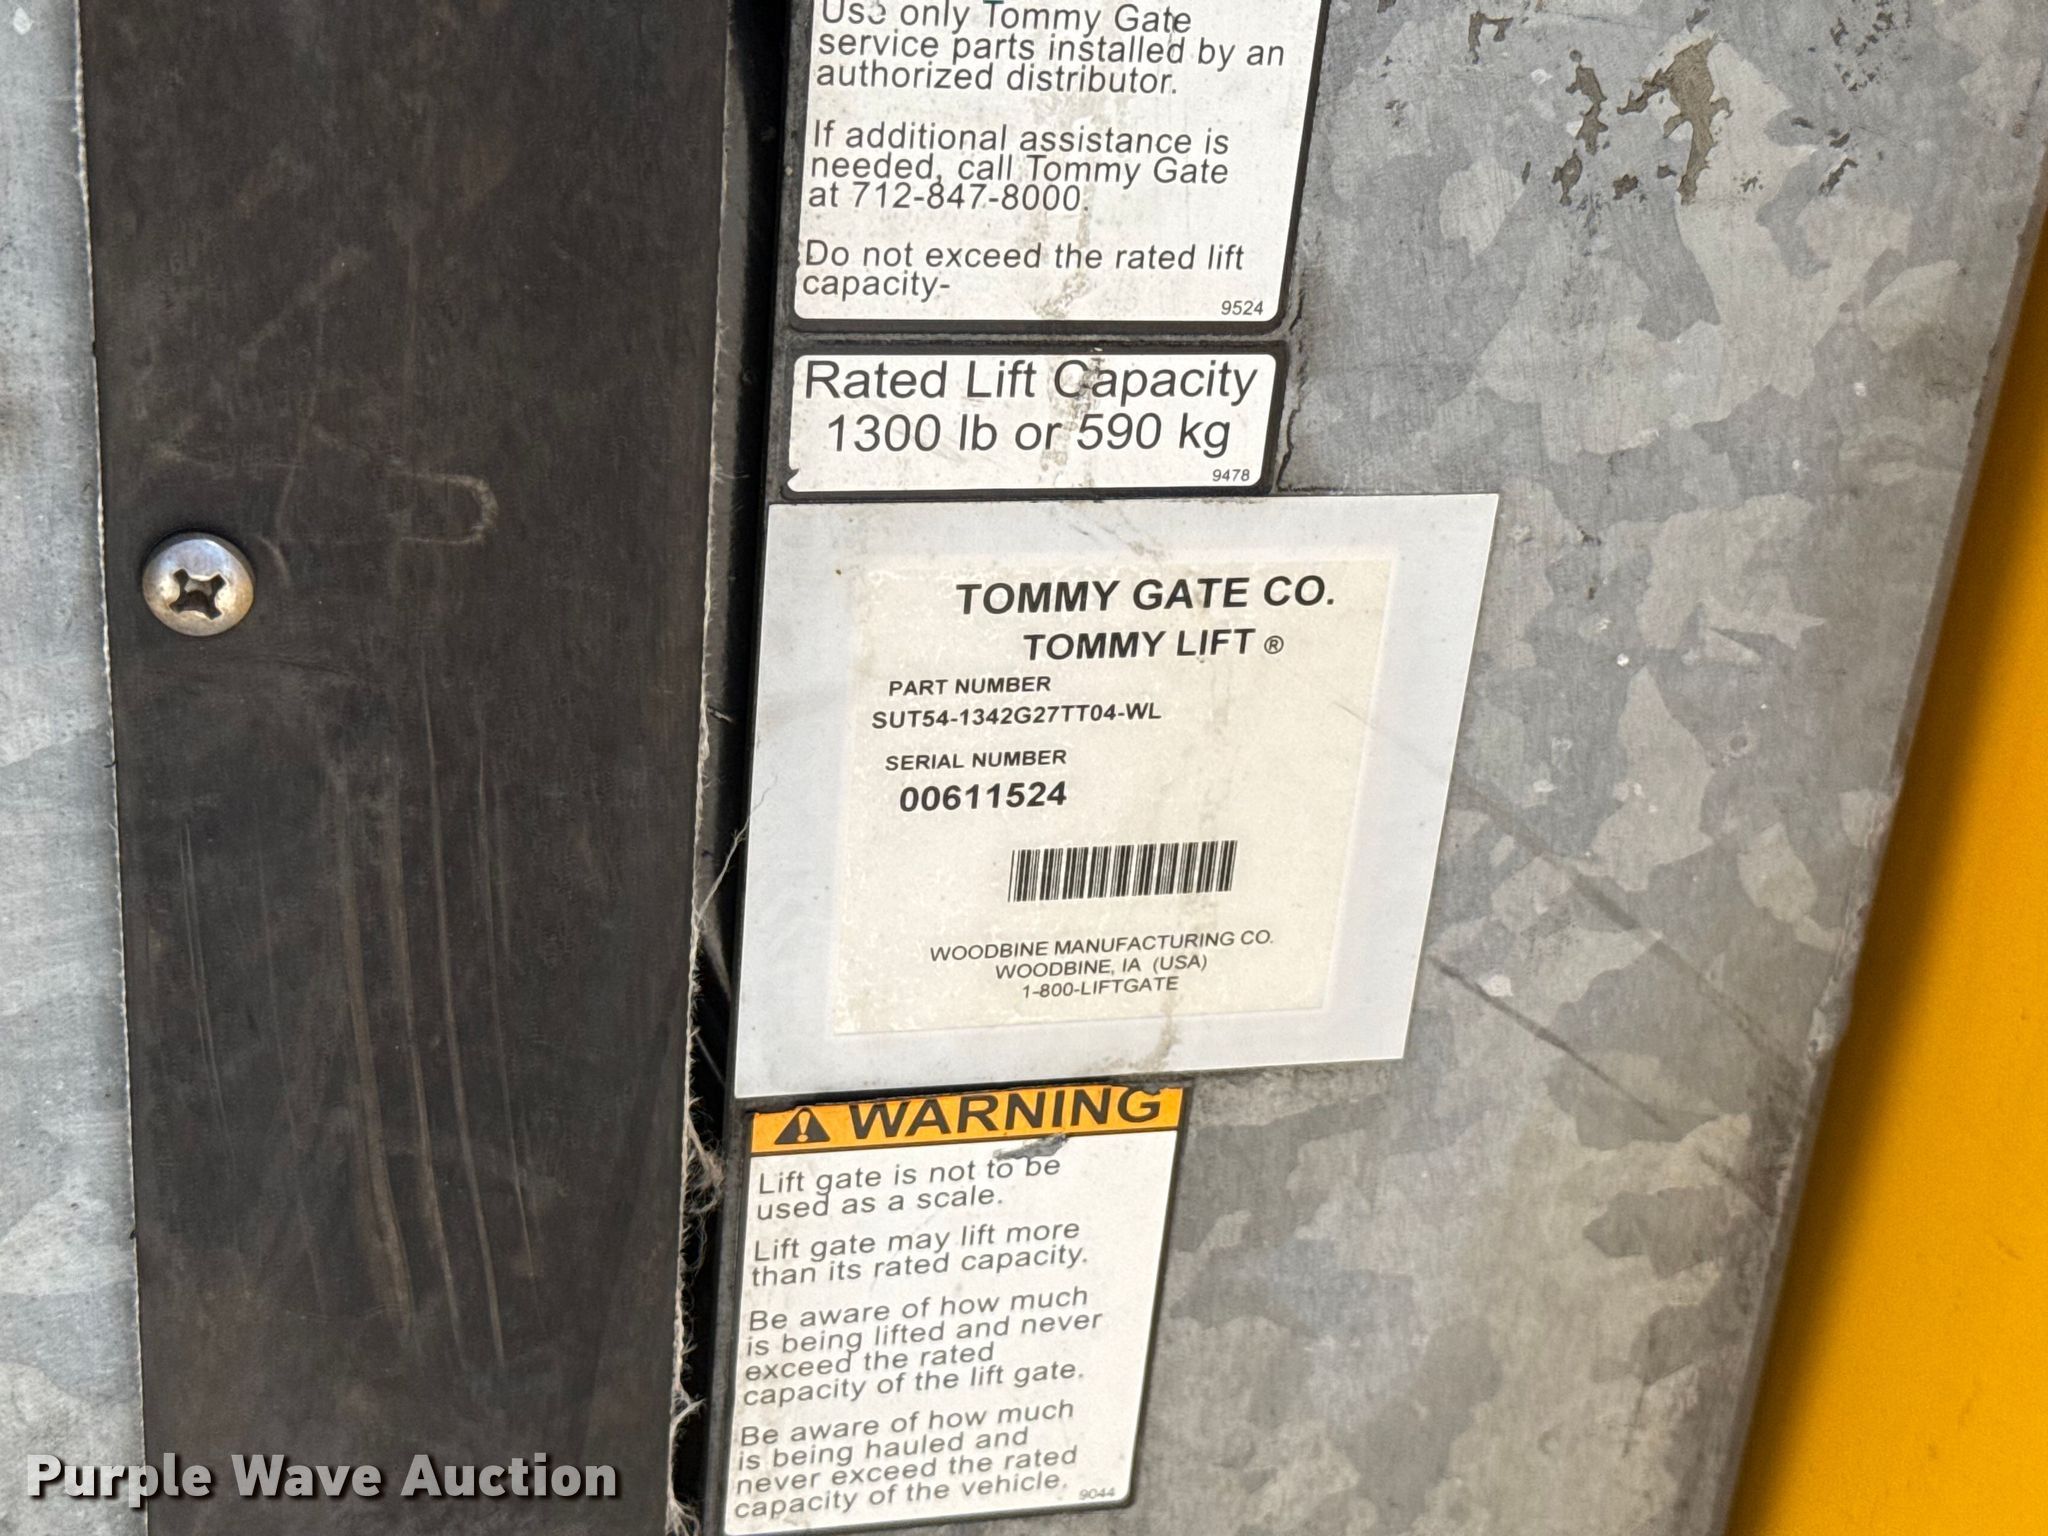 Use only Tommy Gate
service parts installed by an
authorized distributor.
If additional assistance is
needed, call Tommy Gate
at 712-847-8000.
Do not exceed the rated lift
capacity-
9524
Rated Lift Capacity
1300 lb or 590 kg
9478
TOMMY GATE CO.
TOMMY LIFT ®
PART NUMBER
SUT54-1342G27TT04-WL
SERIAL NUMBER
00611524
WOODBINE MANUFACTURING CO.
WOODBINE, IA (USA)
1-800-LIFTGATE
WARNING
Lift gate is not to be
used as a scale.
Lift gate may lift more
than its rated capacity.
Be aware of how much
is being lifted and never
exceed the rated
capacity of the lift gate.
Be aware of how much
is being hauled and
never exceed the rated
capacity of the vehicle.
9044
Purple Wave Auction